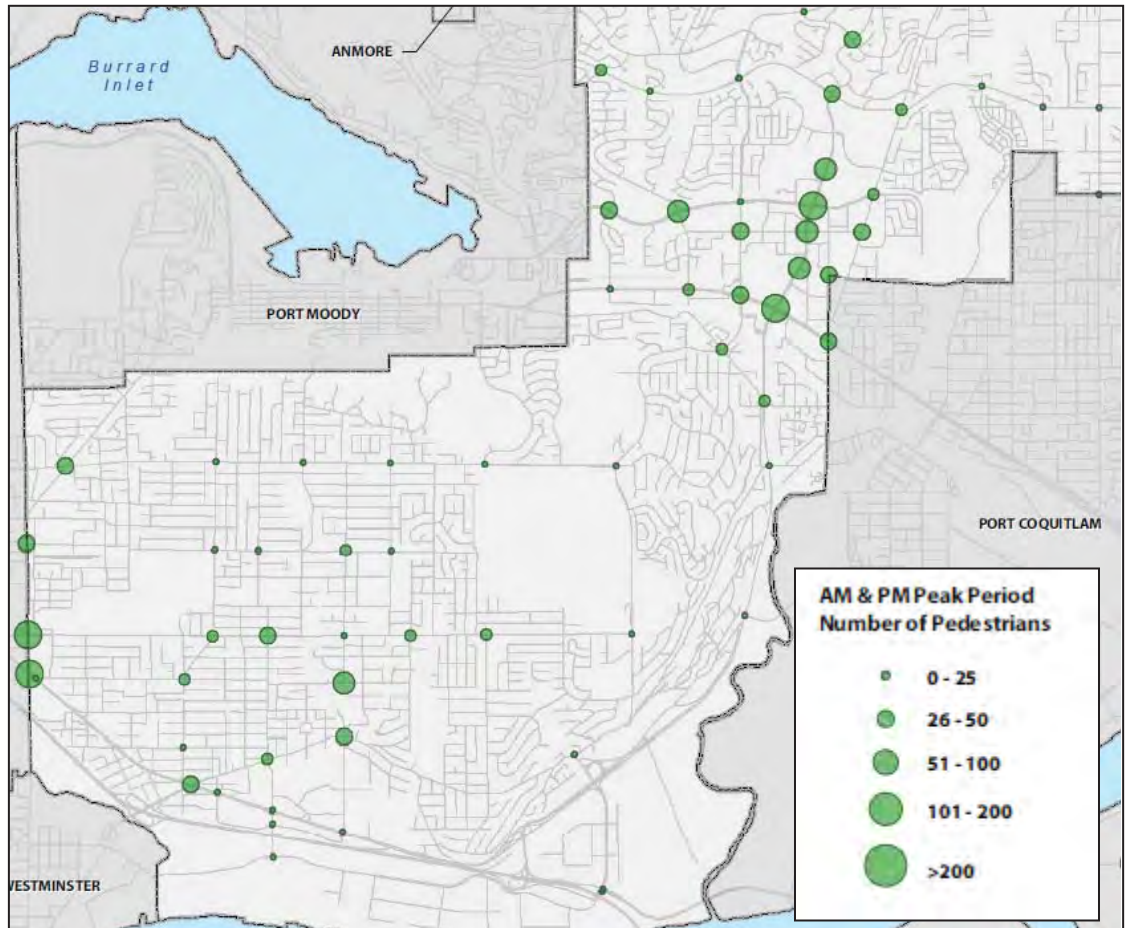 ANMORE
Burrard
Inlet
PORT MOODY
PORT COQUITLAM
AM & PM Peak Period
Number of Pedestrians
0 - 25
26 - 50
51 - 100
101 - 200
>200
WESTMINSTER